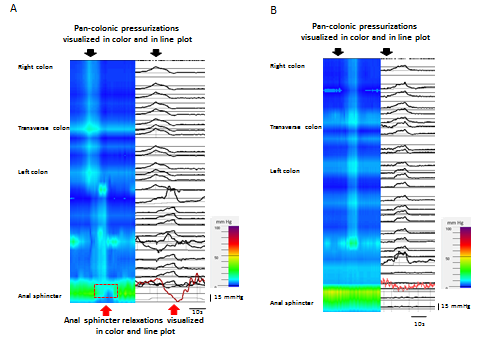 A
Pan-colonic pressurizations
visualized in color and in line plot
Right colon
Transverse colon
Left colon
mm Hg
100
50
0
Anal sphincter
15 mmHg
10s
Anal sphincter relaxations visualized
in color and line plot
B
Pan-colonic pressurizations
visualized in color and in line plot
Right colon
Transverse colon
Left colon
mm Hg
100
50
0
Anal sphincter
15 mmHg
10s